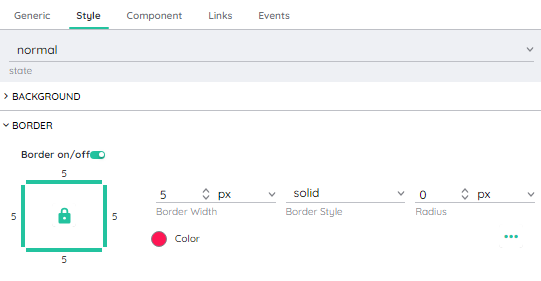 Generic Style Component Links Events
normal
state
BACKGROUND
BORDER
Border on/off
5
5 5
5
5 px solid 0 px
Border Width Border Style Radius
Color